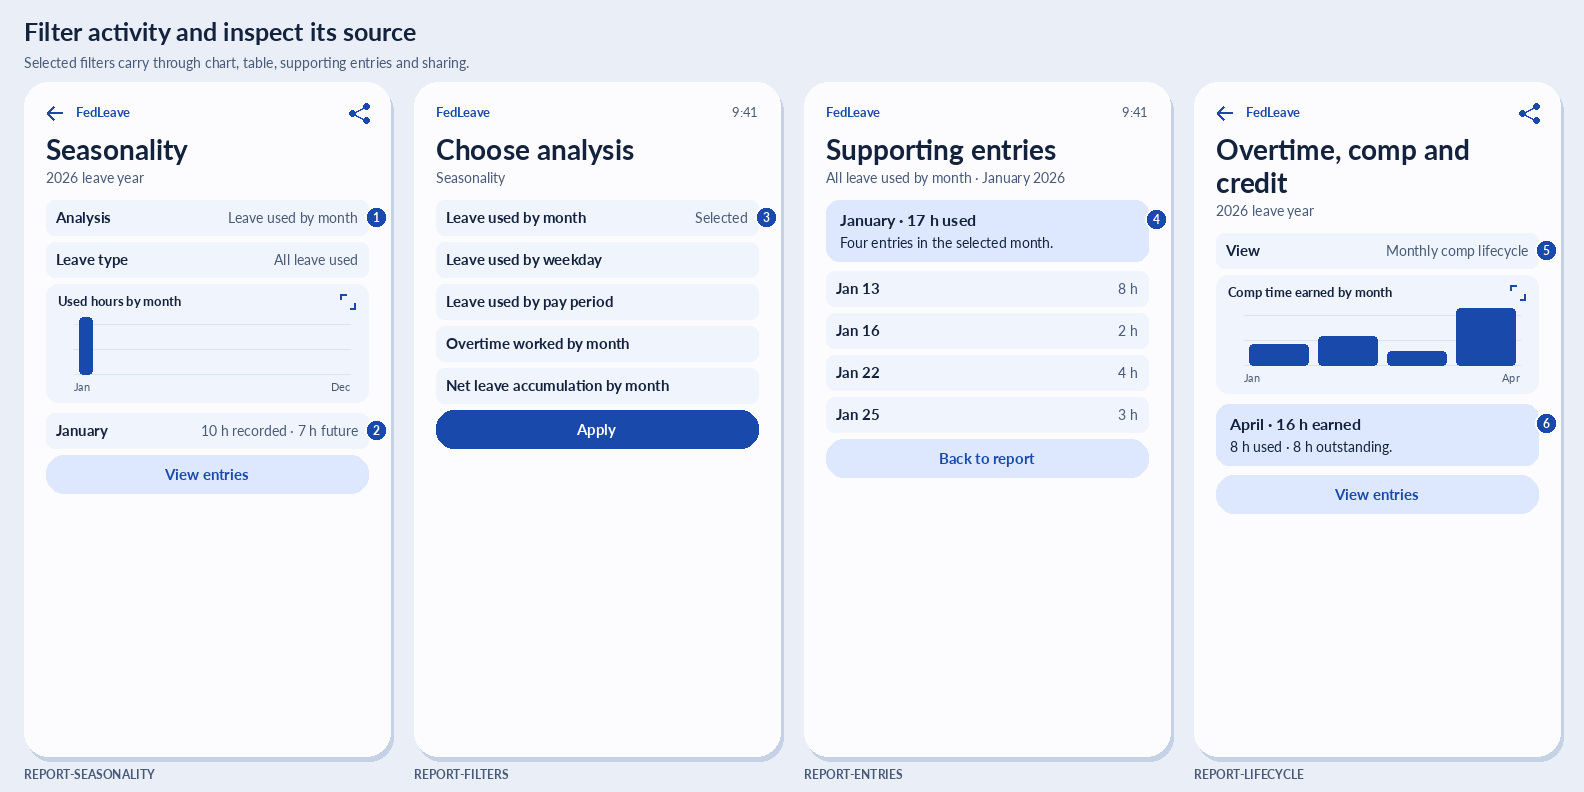 Filter activity and inspect its source
Selected filters carry through chart, table, supporting entries and sharing.
FedLeave
Seasonality
2026 leave year
Analysis Leave used by month 1
Leave type All leave used
Used hours by month
Jan Dec
January 10 h recorded · 7 h future 2
View entries
REPORT-SEASONALITY
FedLeave 9:41
Choose analysis
Seasonality
Leave used by month Selected 3
Leave used by weekday
Leave used by pay period
Overtime worked by month
Net leave accumulation by month
Apply
REPORT-FILTERS
FedLeave 9:41
Supporting entries
All leave used by month · January 2026
January · 17 h used 4
Four entries in the selected month.
Jan 13 8 h
Jan 16 2 h
Jan 22 4 h
Jan 25 3 h
Back to report
REPORT-ENTRIES
FedLeave
Overtime, comp and
credit
2026 leave year
View Monthly comp lifecycle 5
Comp time earned by month
Jan Apr
April · 16 h earned 6
8 h used · 8 h outstanding.
View entries
REPORT-LIFECYCLE